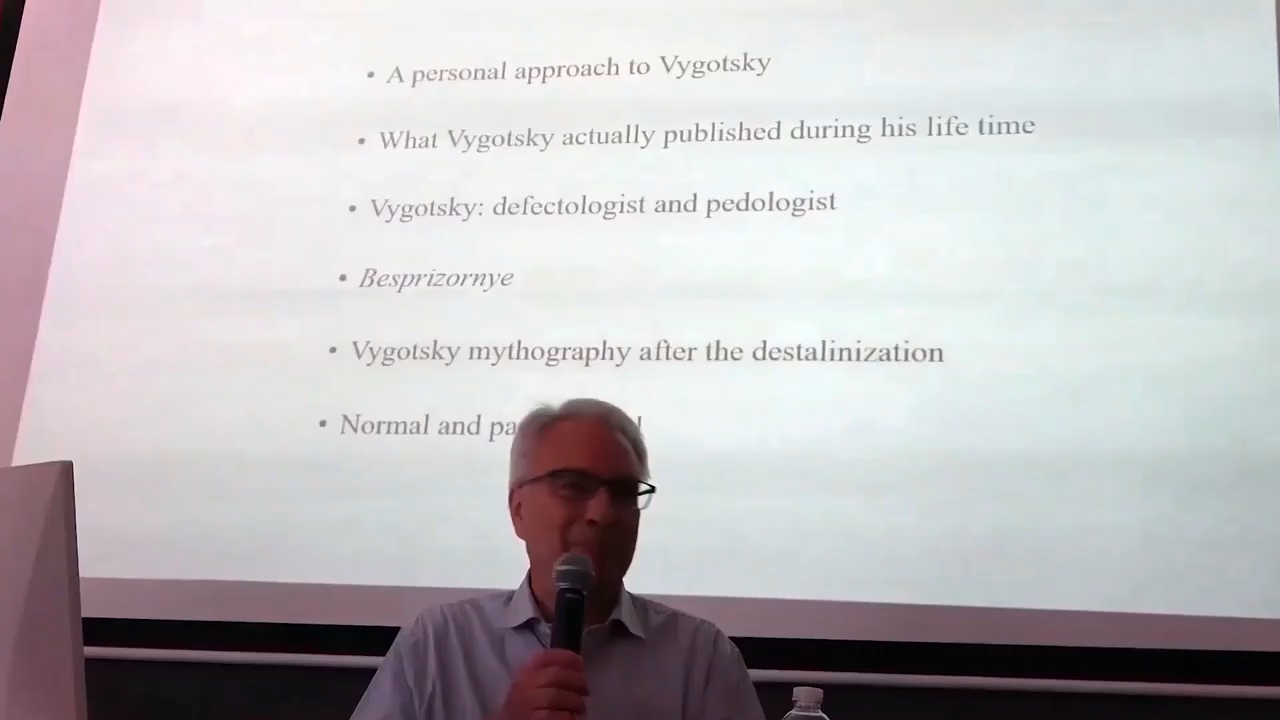 • A personal approach to Vygotsky
• What Vygotsky actually published during his life time
• Vygotsky: defectologist and pedologist
• Besprizornye
• Vygotsky mythography after the destalinization
• Normal and